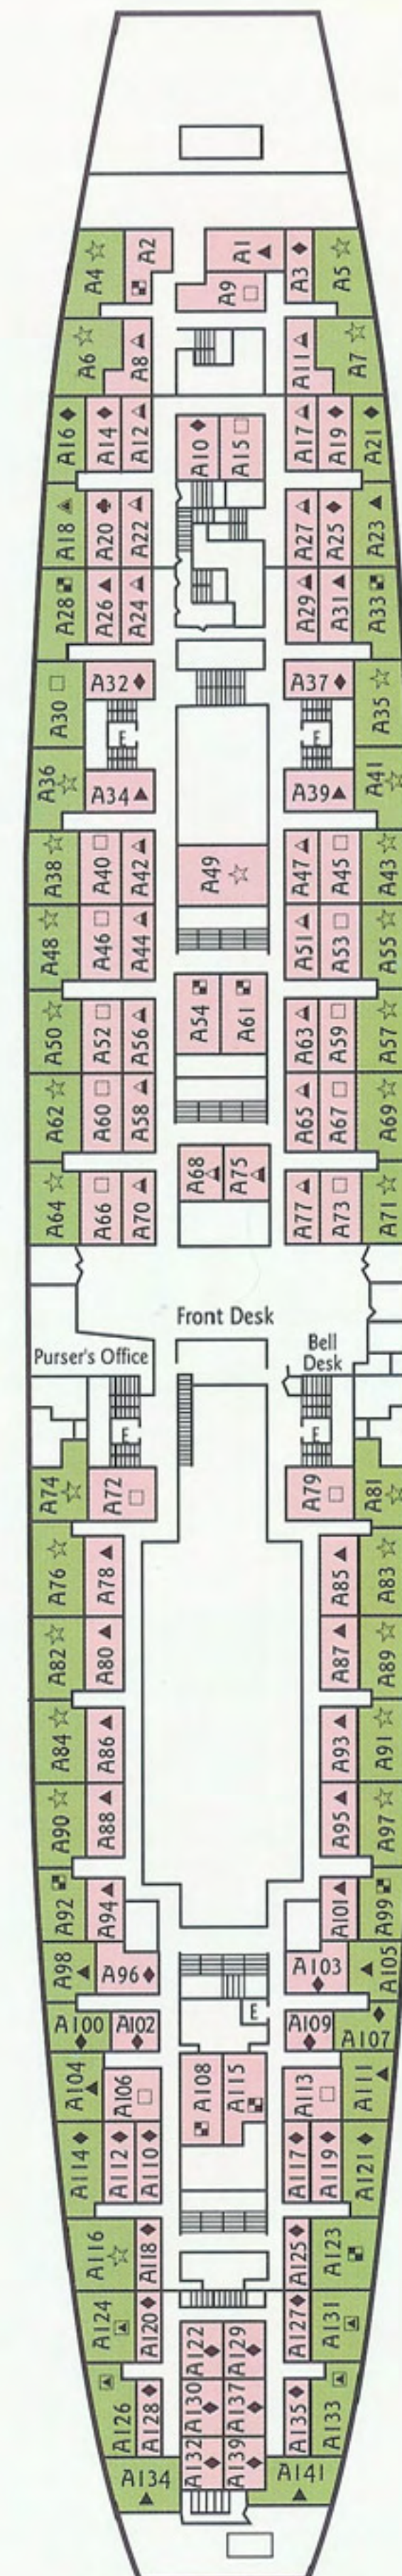 A4 A2 A1 A3 A5
A9
A6 A8 A11 A7
A16 A14 A12 A10 A15 A17 A19 A21
A18 A20 A22 A27 A25 A23
A28 A26 A24 A29 A31 A33
A30 A32 A37 A35
E E
A36 A34 A39 A41
A38 A40 A42 A49 A47 A45 A43
A48 A46 A44 A51 A53 A55
A50 A52 A56 A54 A61 A63 A59 A57
A62 A60 A58 A65 A67 A69
A64 A66 A70 A68 A75 A77 A73 A71
Front Desk
Purser's Office
Bell
Desk
E E
A74 A72 A79 A81
A76 A78 A85 A83
A82 A80 A87 A89
A84 A86 A93 A91
A90 A88 A95 A97
A92 A94 A101 A99
A98 A96 A103 A105
E
A100 A102 A109 A107
A104 A106 A108 A115 A113 A111
A114 A112 A110 A117 A119 A121
A116 A118 A125 A123
A124 A120 A122 A129 A127 A131
A126 A128 A130 A137 A135 A133
A134 A132 A139 A141